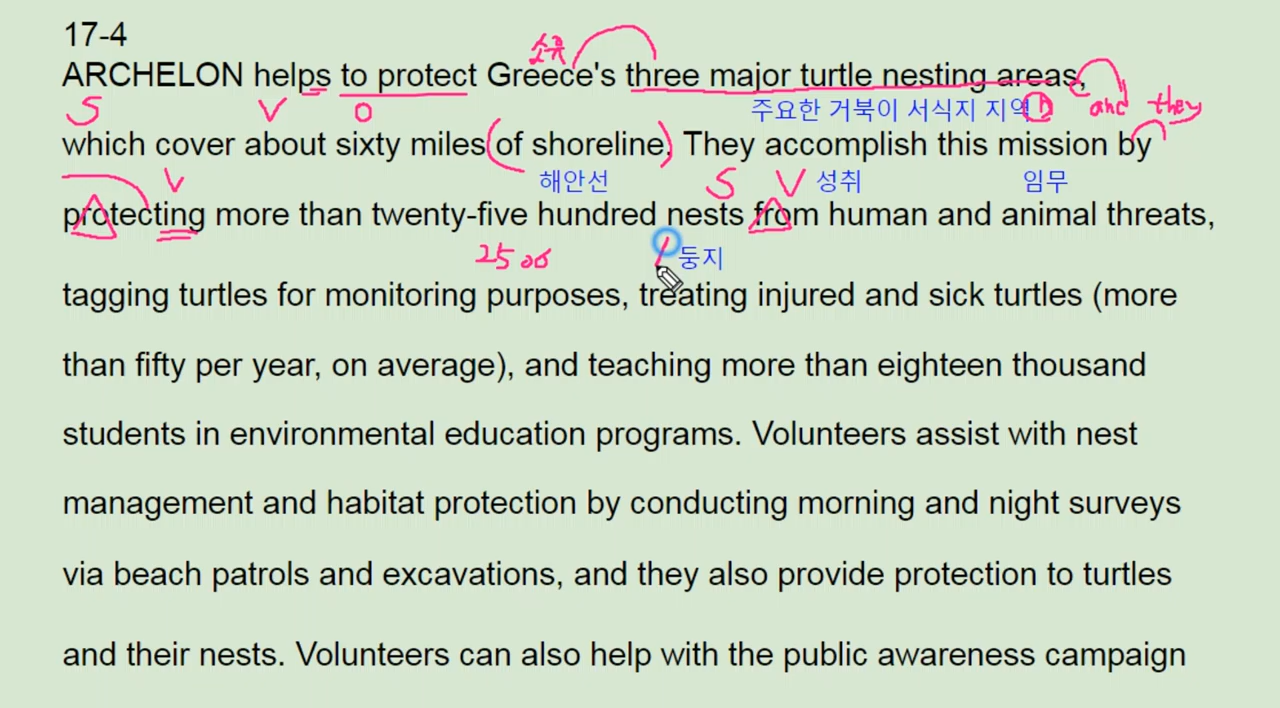 17-4
소유
ARCHELON helps to protect Greece's three major turtle nesting areas,
S V O 주요한 거북이 서식지 지역 and they
which cover about sixty miles (of shoreline.) They accomplish this mission by
V 해안선 S V 성취 임무
protecting more than twenty-five hundred nests from human and animal threats,
2500 둥지
tagging turtles for monitoring purposes, treating injured and sick turtles (more
than fifty per year, on average), and teaching more than eighteen thousand
students in environmental education programs. Volunteers assist with nest
management and habitat protection by conducting morning and night surveys
via beach patrols and excavations, and they also provide protection to turtles
and their nests. Volunteers can also help with the public awareness campaign